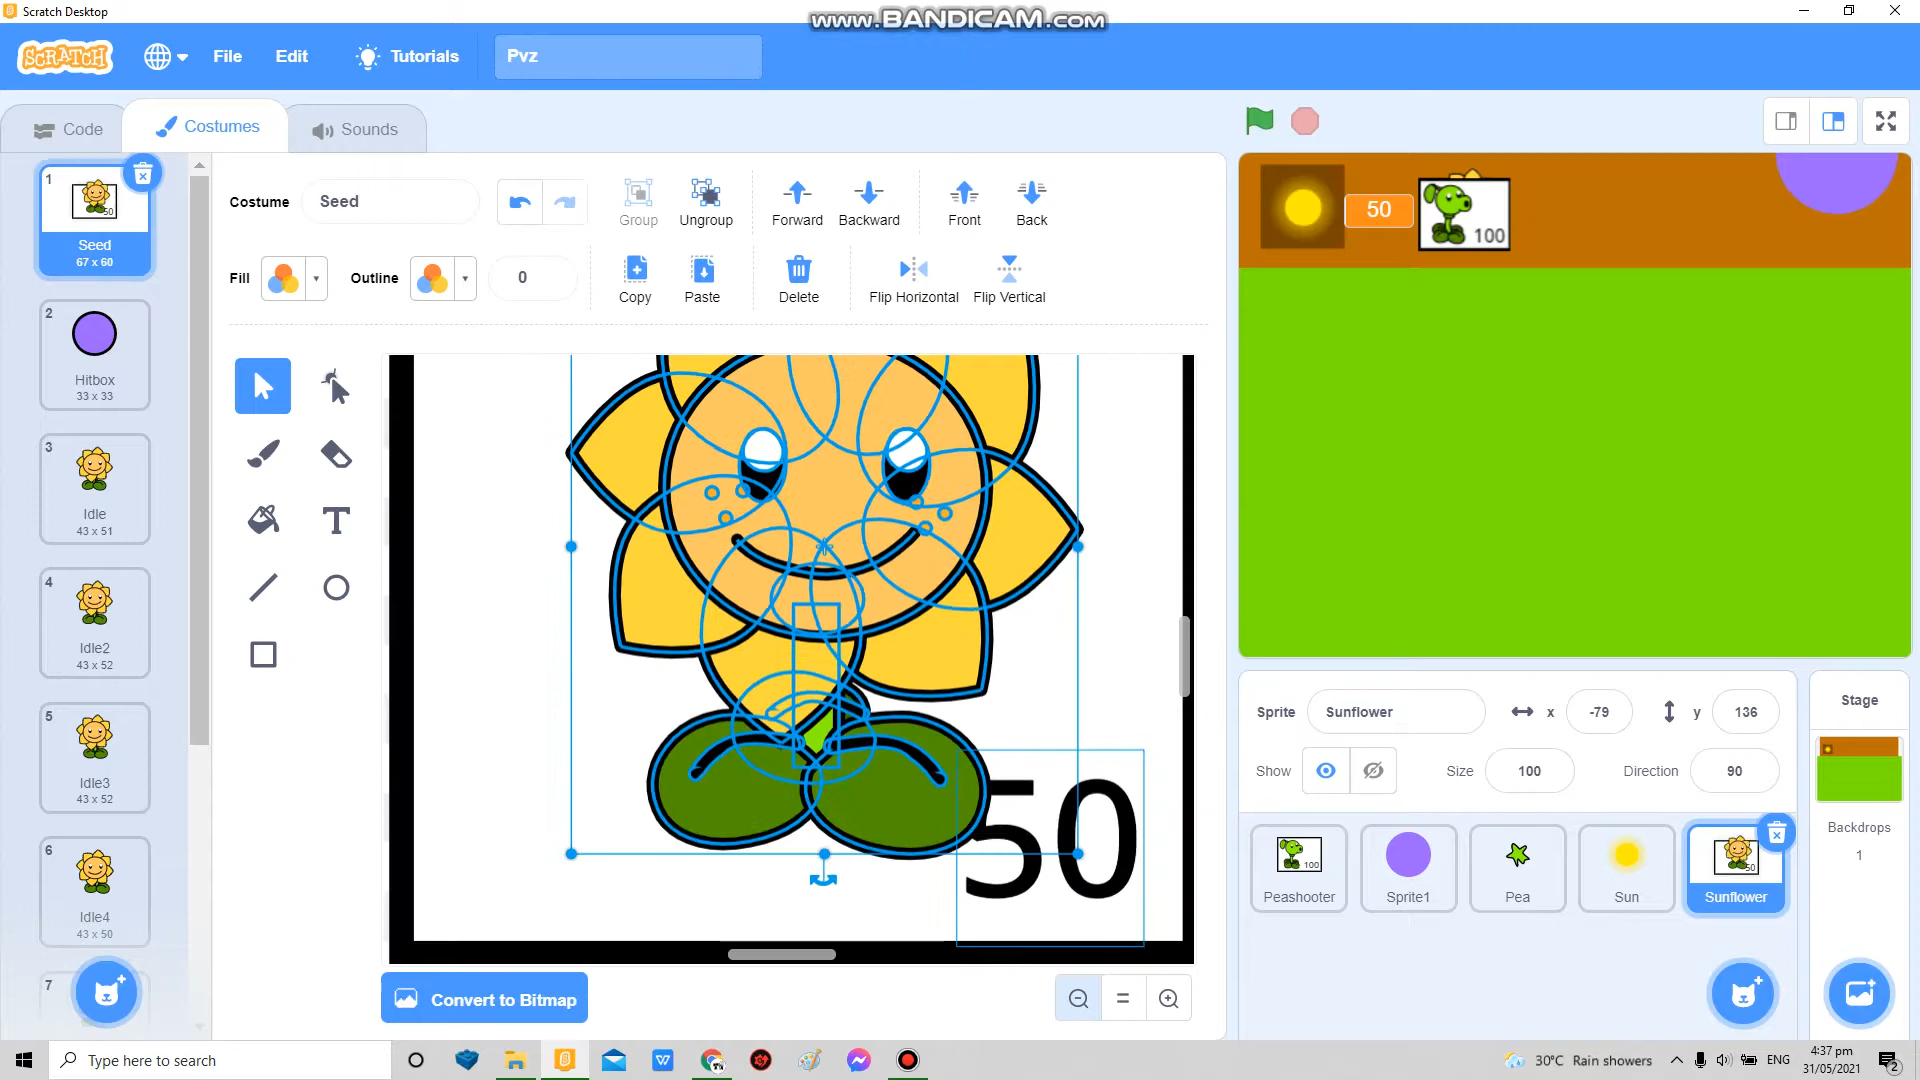 Scratch Desktop
www.BANDICAM.com
SCRATCH
File
Edit
Tutorials
Pvz
Code
Costumes
Sounds
1
Seed
67 x 60
2
Hitbox
33 x 33
3
Idle
43 x 51
4
Idle2
43 x 52
5
Idle3
43 x 52
6
Idle4
43 x 50
7
Costume
Seed
Group
Ungroup
Forward
Backward
Front
Back
Fill
Outline
0
Copy
Paste
Delete
Flip Horizontal
Flip Vertical
50
Convert to Bitmap
50
100
Sprite
Sunflower
x
-79
y
136
Show
Size
100
Direction
90
100
Peashooter
Sprite1
Pea
Sun
50
Sunflower
Stage
Backdrops
1
Type here to search
30°C Rain showers
ENG
4:37 pm
31/05/2021
2